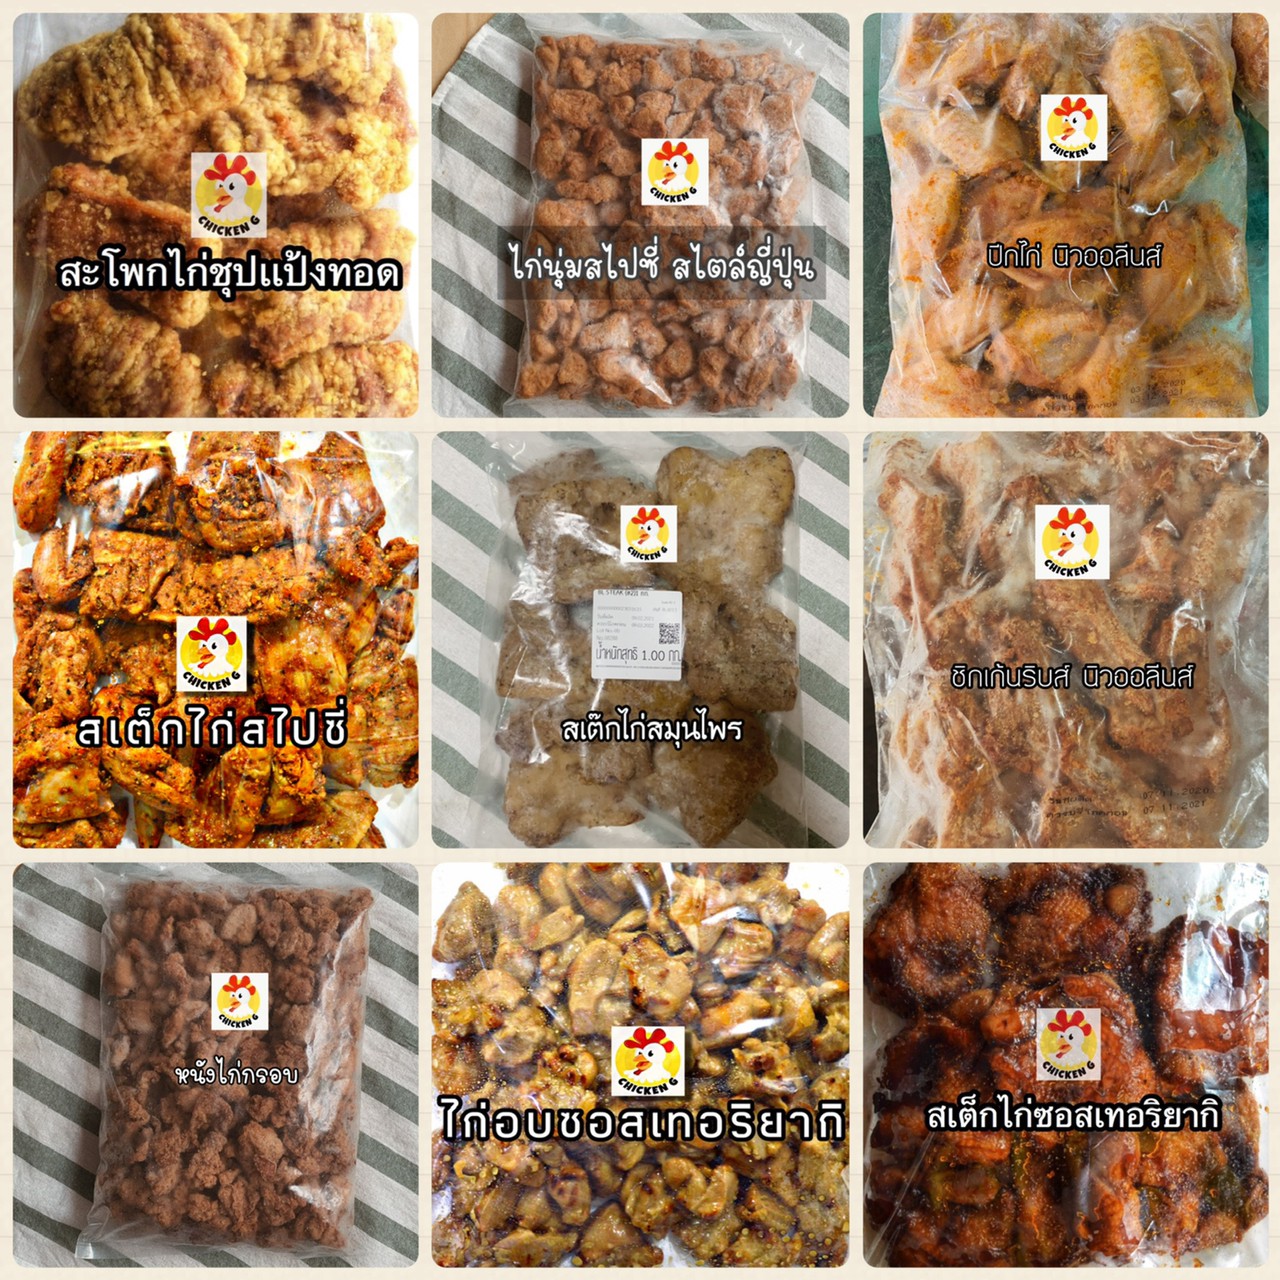 CHICKEN G
สะโพกไก่ชุปแป้งทอด
CHICKEN G
ไก่นุ่มสไปซี่ สไตล์ญี่ปุ่น
CHICKEN G
ปีกไก่ นิวออลีนส์
CHICKEN G
สเต็กไก่สไปซี่
CHICKEN G
น้ำหนักสุทธิ 1.00 กก.
สเต๊กไก่สมุนไพร
CHICKEN G
ชิกเก้นริบส์ นิวออลีนส์
07.11.2020
07.11.2021
CHICKEN G
หนังไก่กรอบ
CHICKEN G
ไก่อบซอสเทอริยากิ
CHICKEN G
สเต็กไก่ซอสเทอริยากิ